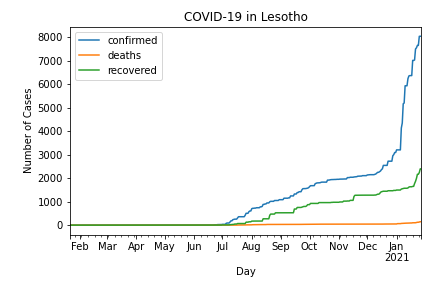 COVID-19 in Lesotho
confirmed
deaths
recovered
8000
7000
6000
5000
4000
3000
2000
1000
0
Number of Cases
Feb Mar Apr May Jun Jul Aug Sep Oct Nov Dec Jan
2021
Day